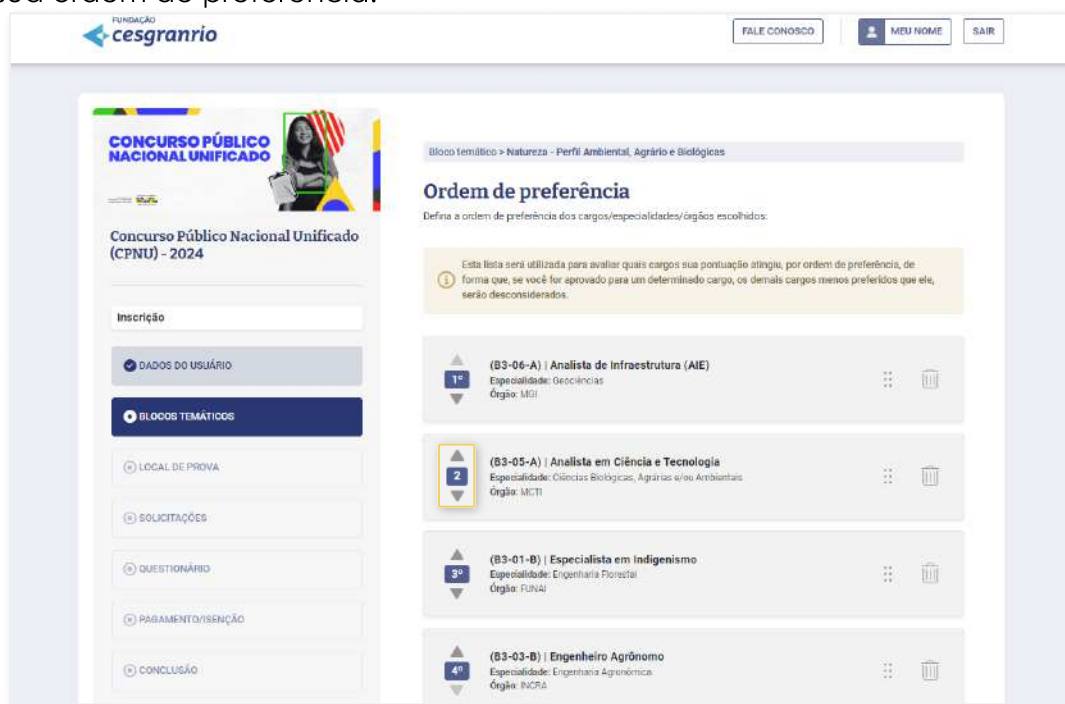 sua ordem de preferência.
FUNDAÇÃO
cesgranrio
FALE CONOSCO
MEU NOME
SAIR
CONCURSO PÚBLICO
NACIONAL UNIFICADO
Concurso Público Nacional Unificado
(CPNU) - 2024
Inscrição
DADOS DO USUÁRIO
BLOCOS TEMÁTICOS
LOCAL DE PROVA
SOLICITAÇÕES
QUESTIONÁRIO
PAGAMENTO/ISENÇÃO
CONCLUSÃO
Bloco temático > Natureza - Perfil Ambiental, Agrário e Biológicas
Ordem de preferência
Defina a ordem de preferência dos cargos/especialidades/órgãos escolhidos:
Esta lista será utilizada para avaliar quais cargos sua pontuação atingiu, por ordem de preferência, de
forma que, se você for aprovado para um determinado cargo, os demais cargos menos preferidos que ele,
serão desconsiderados.
1º
(B3-06-A) | Analista de Infraestrutura (AIE)
Especialidade: Geociências
Órgão: MGI
2
(B3-05-A) | Analista em Ciência e Tecnologia
Especialidade: Ciências Biológicas, Agrárias e/ou Ambientais
Órgão: MCTI
3º
(B3-01-B) | Especialista em Indigenismo
Especialidade: Engenharia Florestal
Órgão: FUNAI
4º
(B3-03-B) | Engenheiro Agrônomo
Especialidade: Engenharia Agronômica
Órgão: INCRA